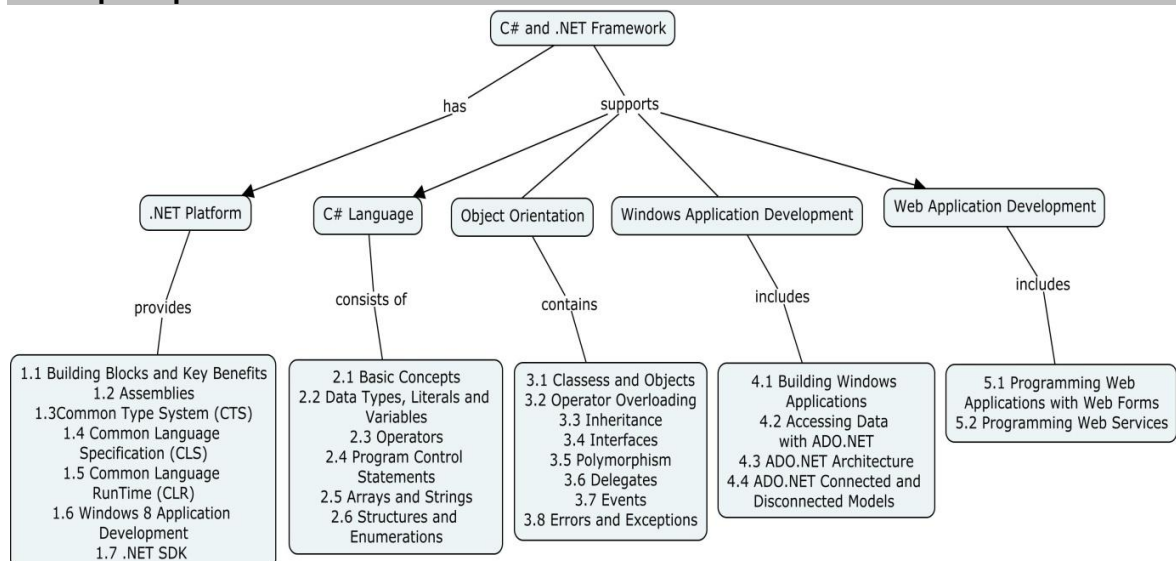 C# and .NET Framework
has
supports
.NET Platform
C# Language
Object Orientation
Windows Application Development
Web Application Development
provides
consists of
contains
includes
includes
1.1 Building Blocks and Key Benefits
1.2 Assemblies
1.3Common Type System (CTS)
1.4 Common Language
Specification (CLS)
1.5 Common Language
RunTime (CLR)
1.6 Windows 8 Application
Development
1.7 .NET SDK
2.1 Basic Concepts
2.2 Data Types, Literals and
Variables
2.3 Operators
2.4 Program Control
Statements
2.5 Arrays and Strings
2.6 Structures and
Enumerations
3.1 Classess and Objects
3.2 Operator Overloading
3.3 Inheritance
3.4 Interfaces
3.5 Polymorphism
3.6 Delegates
3.7 Events
3.8 Errors and Exceptions
4.1 Building Windows
Applications
4.2 Accessing Data
with ADO.NET
4.3 ADO.NET Architecture
4.4 ADO.NET Connected and
Disconnected Models
5.1 Programming Web
Applications with Web Forms
5.2 Programming Web Services